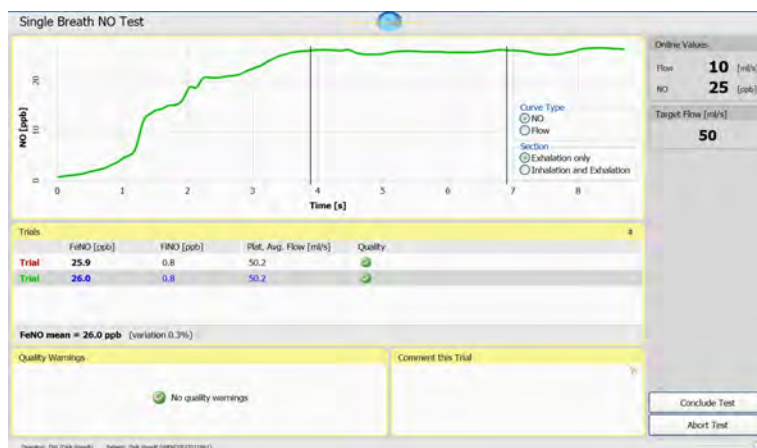 Single Breath NO Test
NO [ppb]
20
10
0
0 1 2 3 4 5 6 7 8
Time [s]
Curve Type
NO
Flow
Section
Exhalation only
Inhalation and Exhalation
Online Values
Flow 10 [ml/s]
NO 25 [ppb]
Target Flow [ml/s]
50
Trials
FeNO [ppb] FINO [ppb] Plat. Avg. Flow [ml/s] Quality
Trial 25.9 0.8 50.2
Trial 26.0 0.8 50.2
FeNO mean = 26.0 ppb (variation 0.3%)
Quality Warnings
No quality warnings
Comment this Trial
Conclude Test
Abort Test